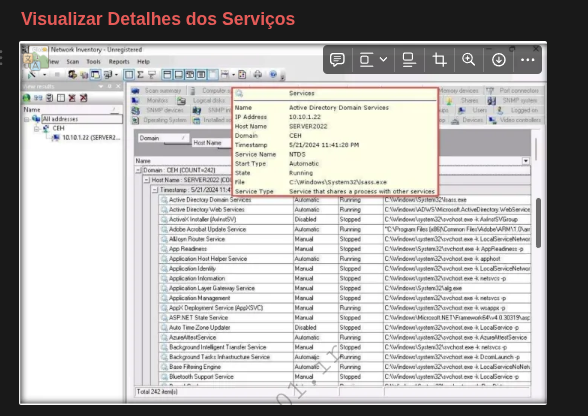 Visualizar Detalhes dos Serviços
Network Inventory - Unregistered
View Scan Tools Reports Help
Name
All addresses
CEH
10.10.1.22 (SERVER2...
Scan summary
Monitors Logical disks
SNMP devices
Operating System
Shares SNMP system
Devices Video controllers
Domain
Host Name
Services
Name Active Directory Domain Services
IP Address 10.10.1.22
Host Name SERVER2022
Domain CEH
Timestamp 5/21/2024 11:41:28 PM
Service Name NTDS
Start Type Automatic
State Running
File C:\Windows\System32\lsass.exe
Service Type Service that shares a process with other services
Name
Domain : CEH (COUNT=242)
Host Name : SERVER2022 (CO
Timestamp : 5/21/2024 11:4
Active Directory Domain Services Automatic Running C:\Windows\System32\lsass.exe
Active Directory Web Services Automatic Running C:\Windows\ADWS\Microsoft.ActiveDirectory.WebService
ActiveX Installer (AxInstSV) Disabled Stopped C:\Windows\system32\svchost.exe -k AxInstSVGroup
Adobe Acrobat Update Service Automatic Running "C:\Program Files (x86)\Common Files\Adobe\ARM\1.0\ar
AllJoyn Router Service Manual Stopped C:\Windows\system32\svchost.exe -k LocalServiceNetwor
App Readiness Manual Stopped C:\Windows\System32\svchost.exe -k AppReadiness -p
Application Host Helper Service Automatic Running C:\Windows\system32\svchost.exe -k apphost
Application Identity Manual Stopped C:\Windows\system32\svchost.exe -k LocalServiceNetwor
Application Information Manual Stopped C:\Windows\system32\svchost.exe -k netsvcs -p
Application Layer Gateway Service Manual Stopped C:\Windows\System32\alg.exe
Application Management Manual Stopped C:\Windows\system32\svchost.exe -k netsvcs -p
AppX Deployment Service (AppXSVC) Manual Stopped C:\Windows\system32\svchost.exe -k wsappx -p
ASP.NET State Service Manual Stopped C:\Windows\Microsoft.NET\Framework64\v4.0.30319\asp
Auto Time Zone Updater Disabled Stopped C:\Windows\system32\svchost.exe -k LocalService -p
AzureAttestService Automatic Running C:\Windows\system32\svchost.exe -k AzureAttestService
Background Intelligent Transfer Service Manual Stopped C:\Windows\System32\svchost.exe -k netsvcs -p
Background Tasks Infrastructure Service Automatic Running C:\Windows\system32\svchost.exe -k DcomLaunch -p
Base Filtering Engine Automatic Running C:\Windows\system32\svchost.exe -k LocalServiceNoNetw
Bluetooth Support Service Manual Stopped C:\Windows\system32\svchost.exe -k LocalService -p
Total 242 item(s)